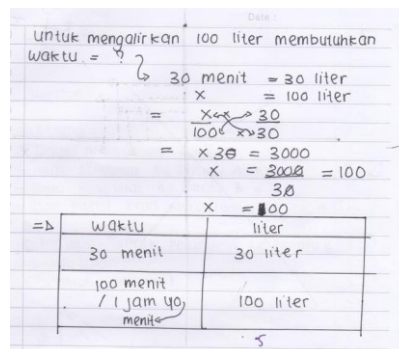 Date :
untuk mengalirkan 100 liter membutuhkan
waktu = ?
30 menit = 30 liter
x = 100 liter
= x 30
100 30
= x 30 = 3000
x = 3000 = 100
30
x = 100
=> waktu liter
30 menit 30 liter
100 menit
/ 1 jam 40 100 liter
menit
5